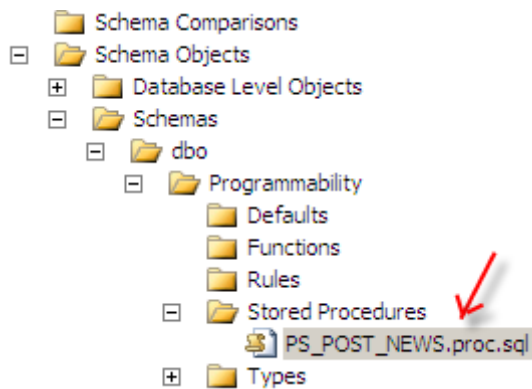 Schema Comparisons
Schema Objects
Database Level Objects
Schemas
dbo
Programmability
Defaults
Functions
Rules
Stored Procedures
PS_POST_NEWS.proc.sql
Types